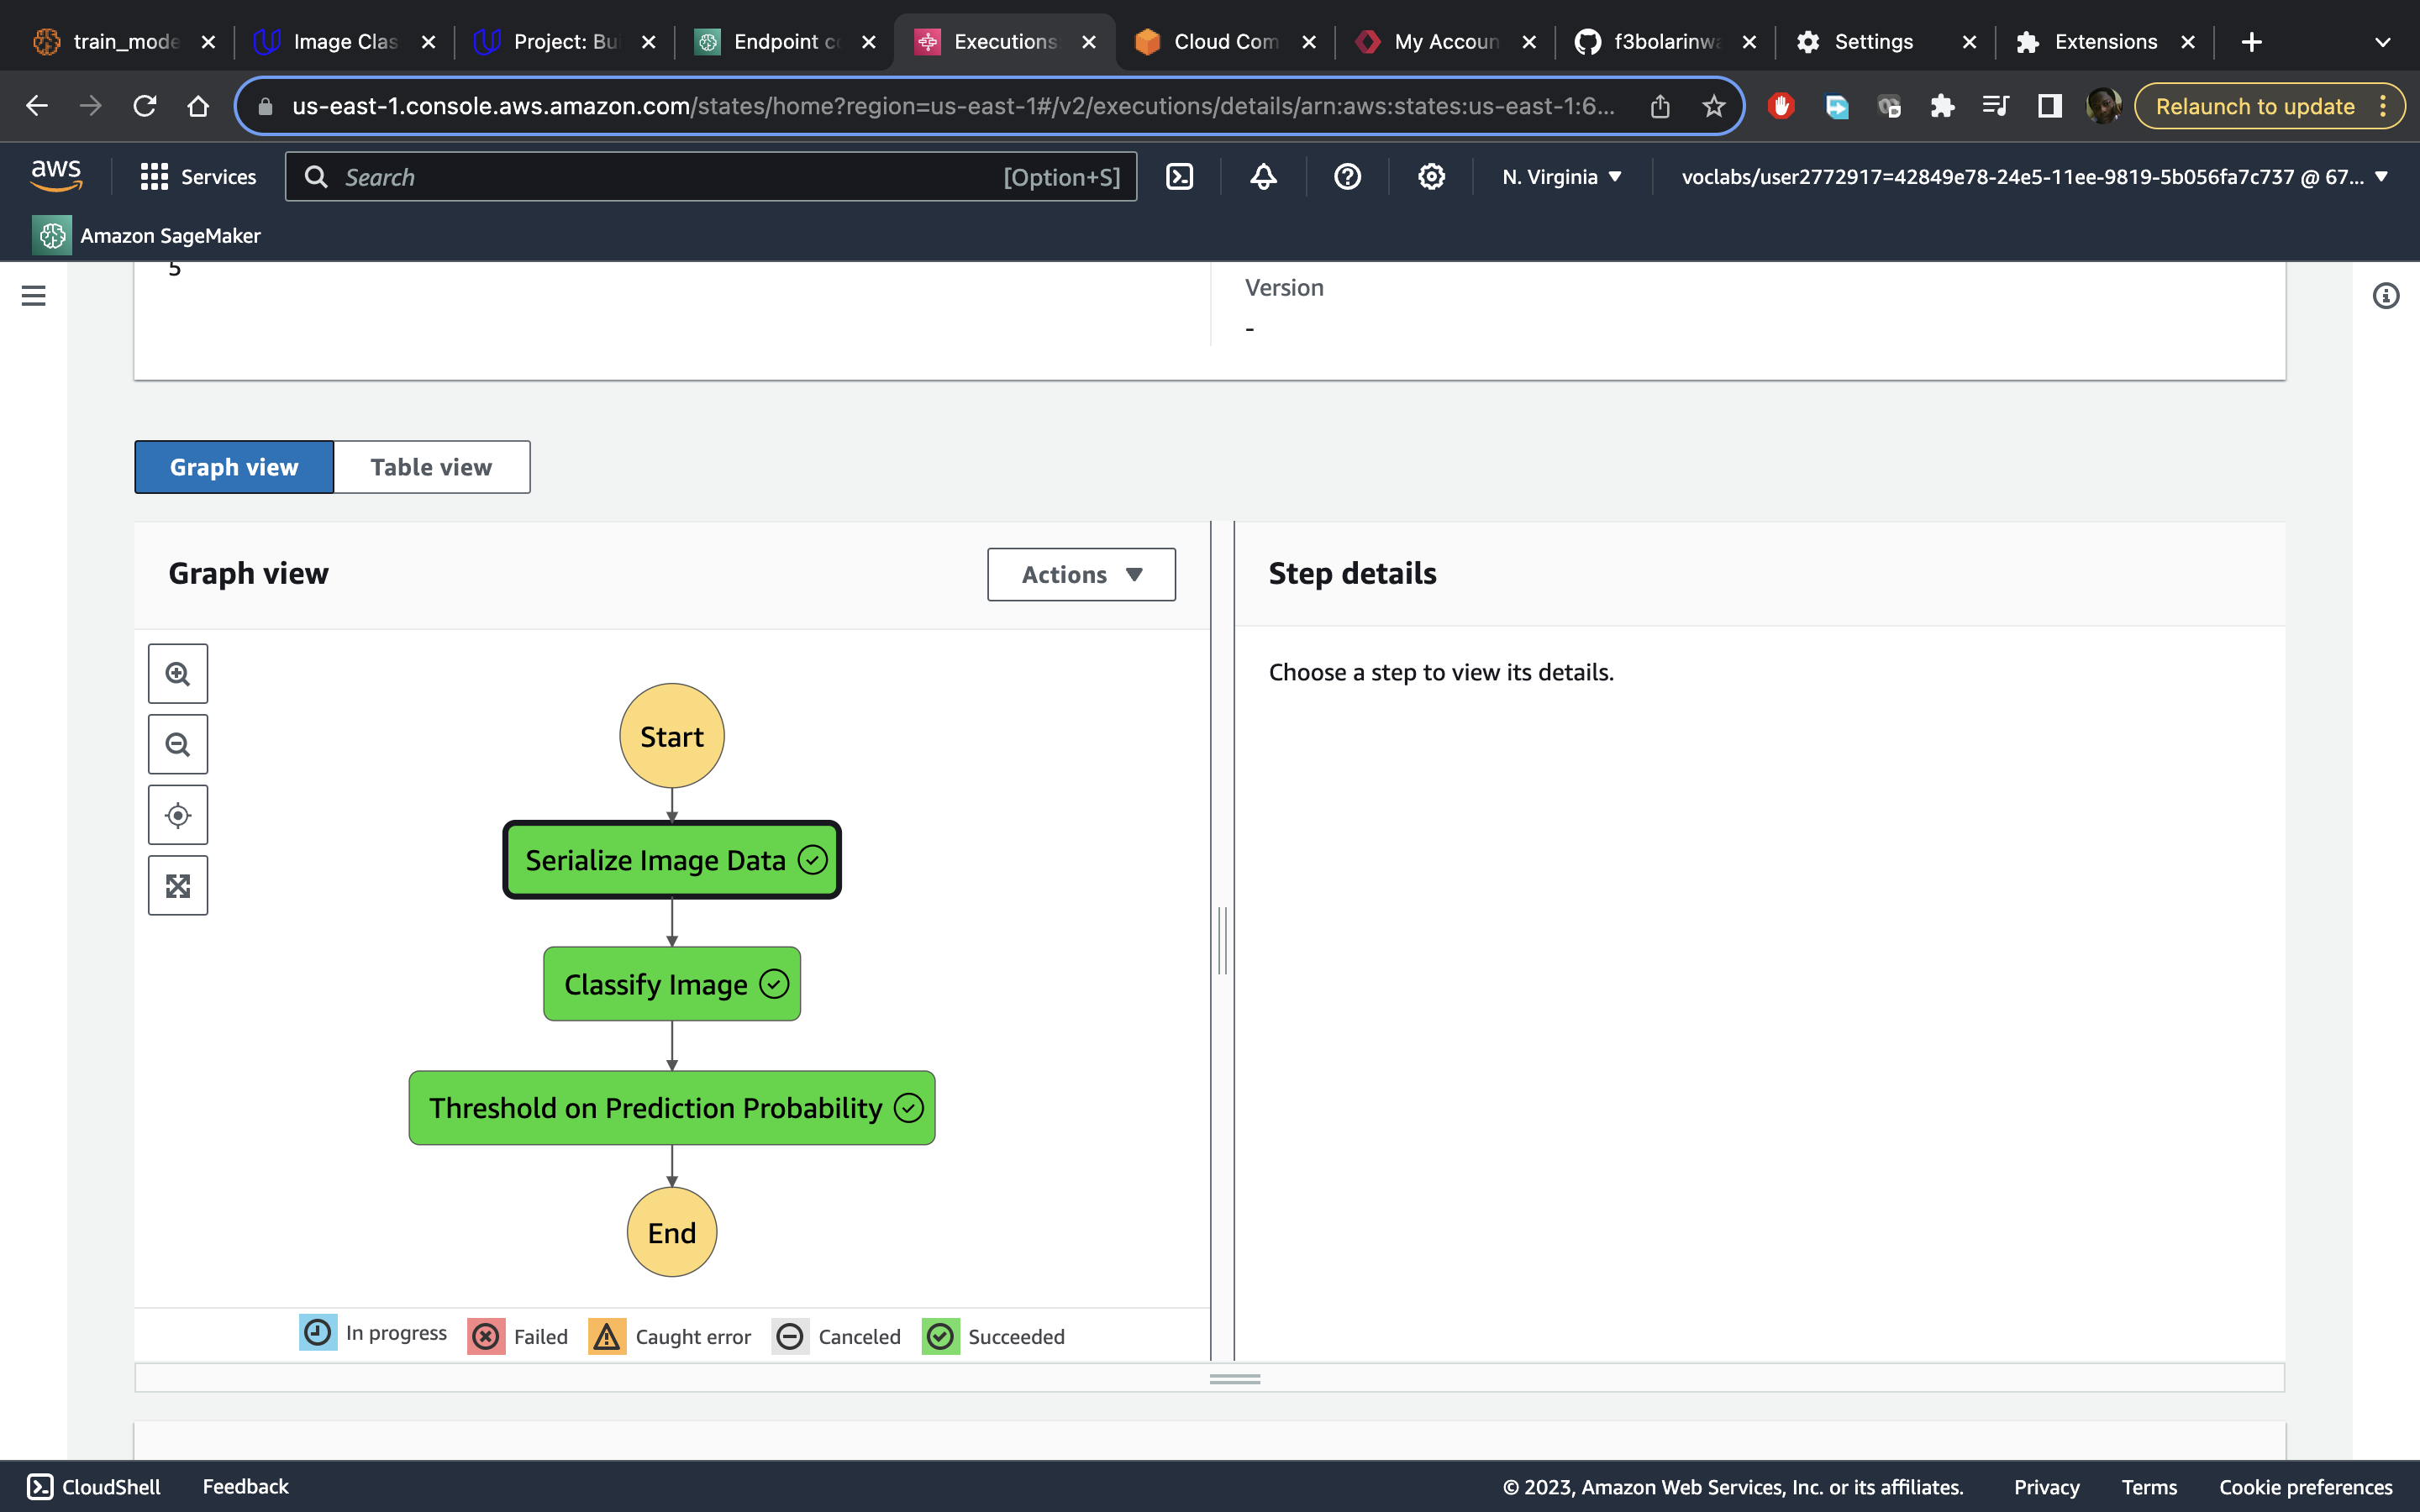 train_mode
Image Clas
Project: Bui
Endpoint co
Executions
Cloud Com
My Accoun
f3bolarinwa
Settings
Extensions
us-east-1.console.aws.amazon.com/states/home?region=us-east-1#/v2/executions/details/arn:aws:states:us-east-1:6...
Relaunch to update
aws
Services
Search
[Option+S]
N. Virginia
voclabs/user2772917=42849e78-24e5-11ee-9819-5b056fa7c737 @ 67...
Amazon SageMaker
5
Version
-
Graph view
Table view
Graph view
Actions
Step details
Choose a step to view its details.
Start
Serialize Image Data
Classify Image
Threshold on Prediction Probability
End
In progress
Failed
Caught error
Canceled
Succeeded
CloudShell
Feedback
© 2023, Amazon Web Services, Inc. or its affiliates.
Privacy
Terms
Cookie preferences